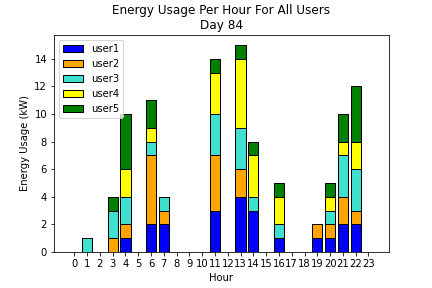 Energy Usage Per Hour For All Users
Day 84
user1
user2
user3
user4
user5
Energy Usage (kW)
14
12
10
8
6
4
2
0
0 1 2 3 4 5 6 7 8 9 10 11 12 13 14 15 16 17 18 19 20 21 22 23
Hour